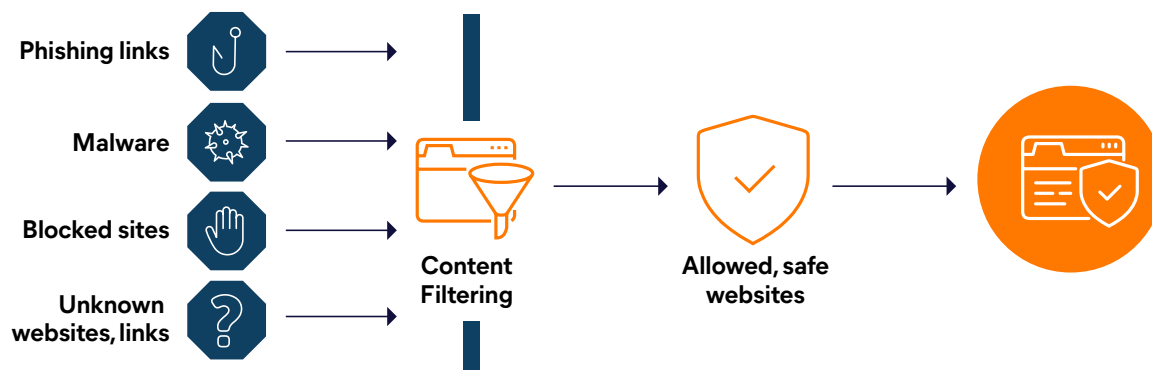 Phishing links
Malware
Blocked sites
Unknown
websites, links
Content
Filtering
Allowed, safe
websites